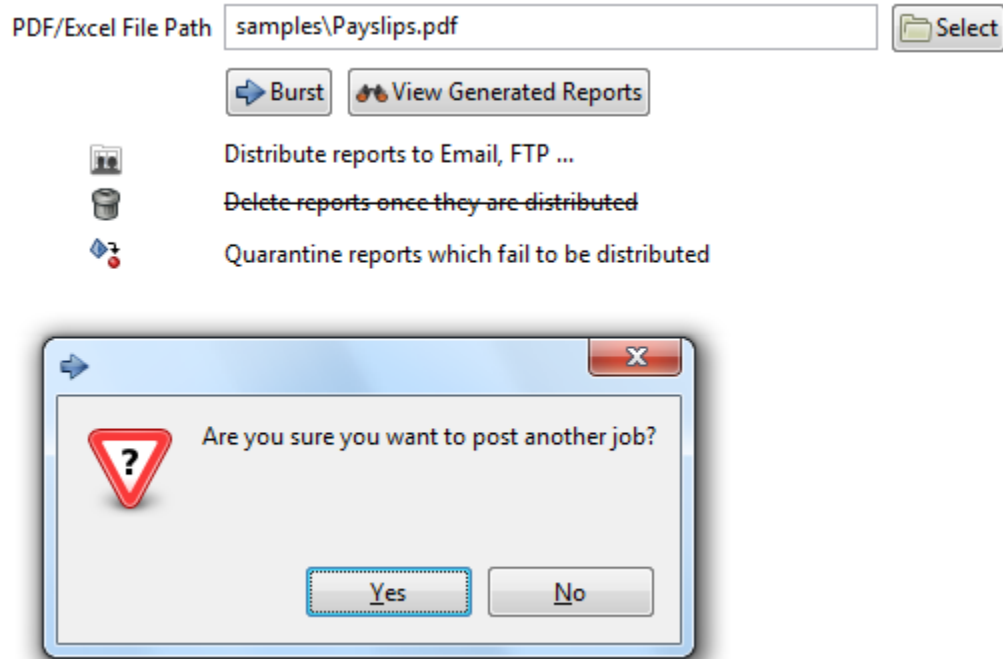 PDF/Excel File Path samples\Payslips.pdf Select
Burst View Generated Reports
Distribute reports to Email, FTP ...
Delete reports once they are distributed
Quarantine reports which fail to be distributed
Are you sure you want to post another job?
?
Yes No